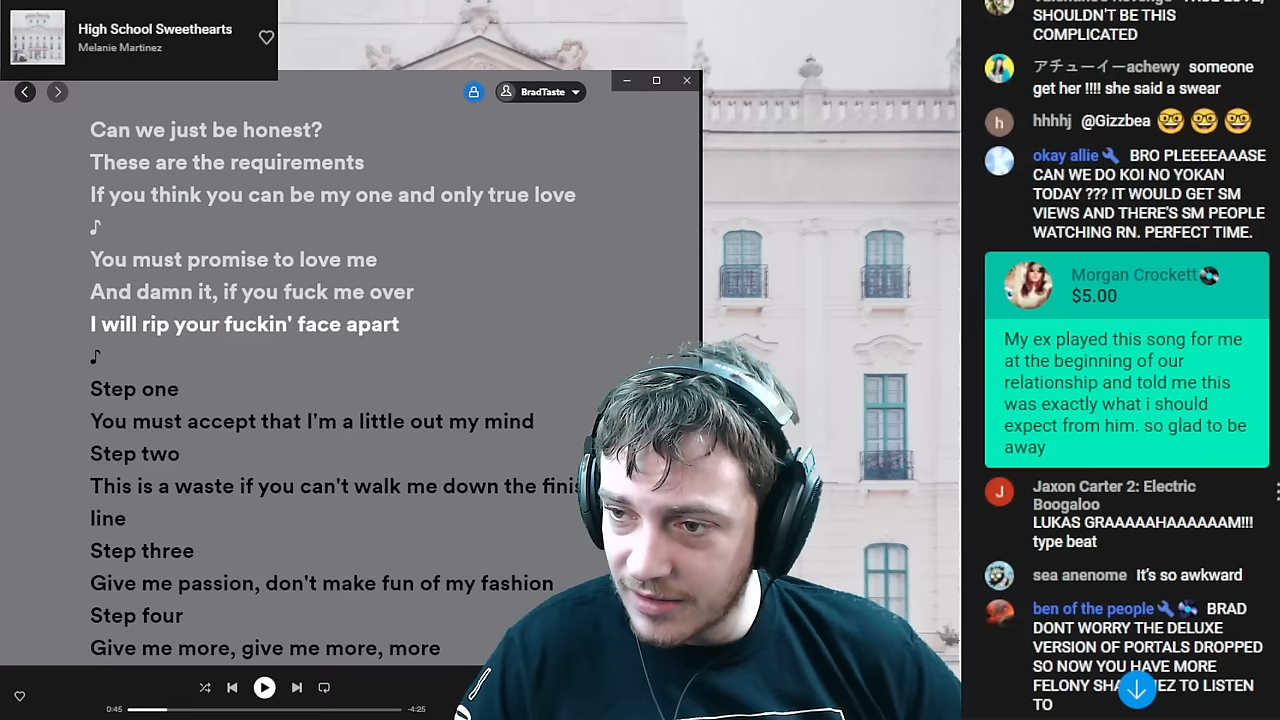 High School Sweethearts
Melanie Martinez
BradTaste
Can we just be honest?
These are the requirements
If you think you can be my one and only true love
♪
You must promise to love me
And damn it, if you fuck me over
I will rip your fuckin' face apart
♪
Step one
You must accept that I'm a little out my mind
Step two
This is a waste if you can't walk me down the
line
Step three
Give me passion, don't make fun of my fashion
Step four
Give me more, give me more, more
0:45
-4:25
SHOULDN'T BE THIS
COMPLICATED
アチューイーachewy someone
get her !!!! she said a swear
h
hhhhj @Gizzbea 🤓 🤓 🤓
okay allie🔧 BRO PLEEEEAAASE
CAN WE DO KOI NO YOKAN
TODAY ??? IT WOULD GET SM
VIEWS AND THERE'S SM PEOPLE
WATCHING RN. PERFECT TIME.
Morgan Crockett
$5.00
My ex played this song for me
at the beginning of our
relationship and told me this
was exactly what i should
expect from him. so glad to be
away
J
Jaxon Carter 2: Electric
Boogaloo
LUKAS GRAAAAAHAAAAAAM!!!
type beat
sea anenome It's so awkward
ben of the people🔧 BRAD
DONT WORRY THE DELUXE
VERSION OF PORTALS DROPPED
SO NOW YOU HAVE MORE
FELONY TO LISTEN
TO